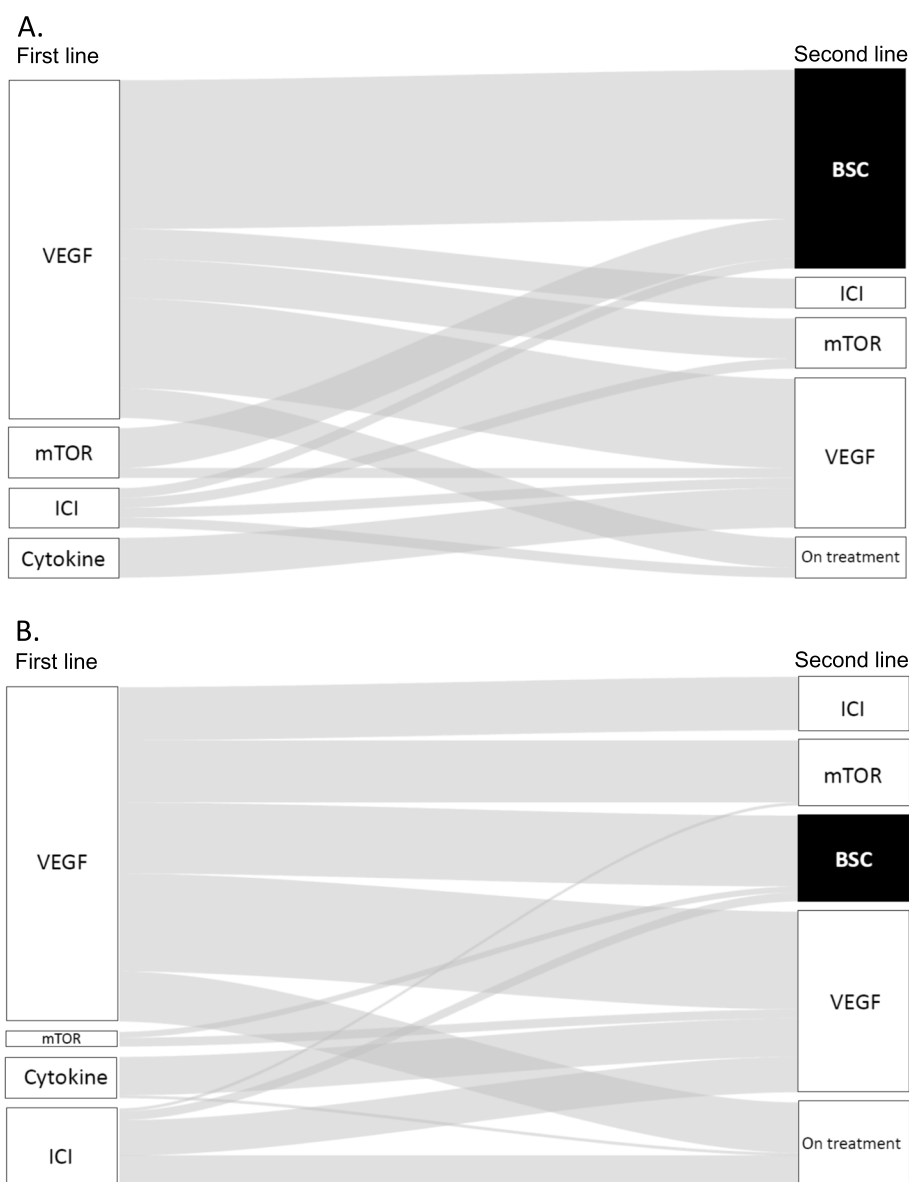 A.
First line
Second line
VEGF
mTOR
ICI
Cytokine
BSC
ICI
mTOR
VEGF
On treatment
B.
First line
Second line
VEGF
mTOR
Cytokine
ICI
ICI
mTOR
BSC
VEGF
On treatment